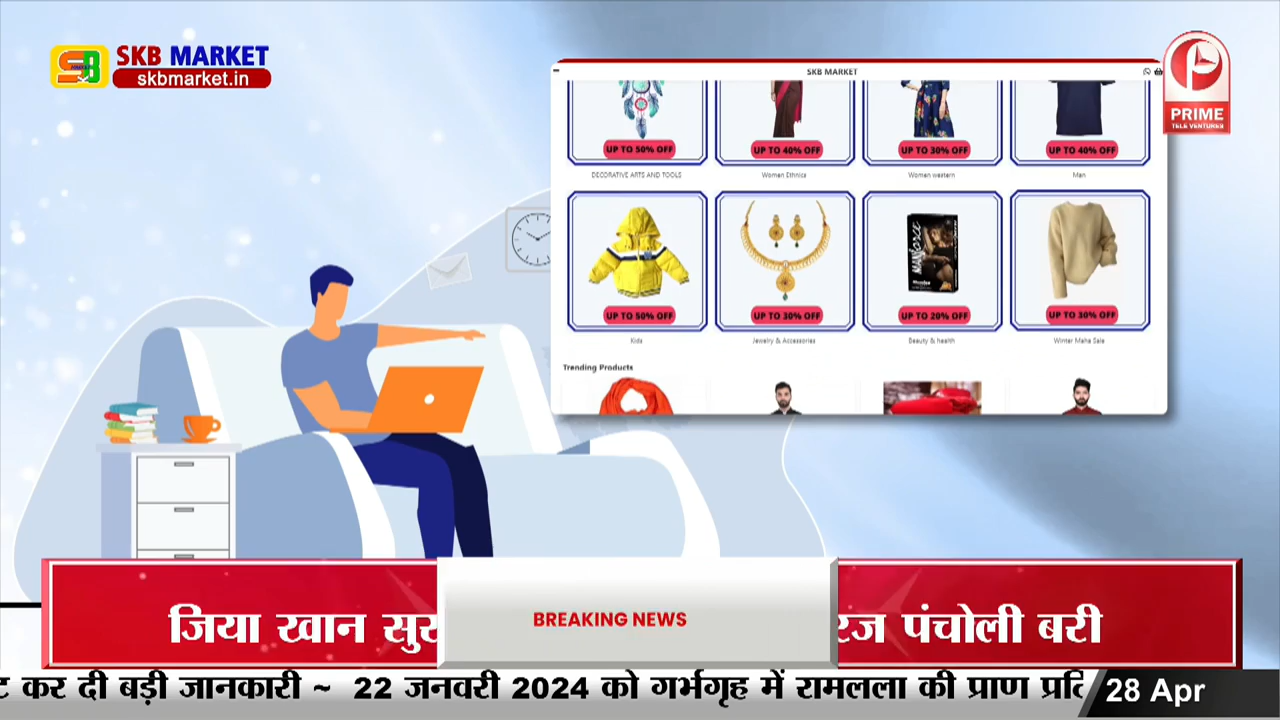 SKB MARKET
skbmarket.in
SKB MARKET
PRIME
TELE VENTURES
UP TO 50% OFF
UP TO 40% OFF
UP TO 30% OFF
UP TO 40% OFF
DECORATIVE ARTS AND TOOLS
Women Ethnics
Women western
Man
MANFORCE
UP TO 50% OFF
UP TO 30% OFF
UP TO 20% OFF
UP TO 30% OFF
Kids
Jewelry & Accessories
Beauty & health
Winter Maha Sale
Trending Products
जिया खान BREAKING NEWS पंचोली बरी
कर दी बड़ी जानकारी ~ 22 जनवरी 2024 को गर्भगृह में रामलला की प्राण 28 Apr